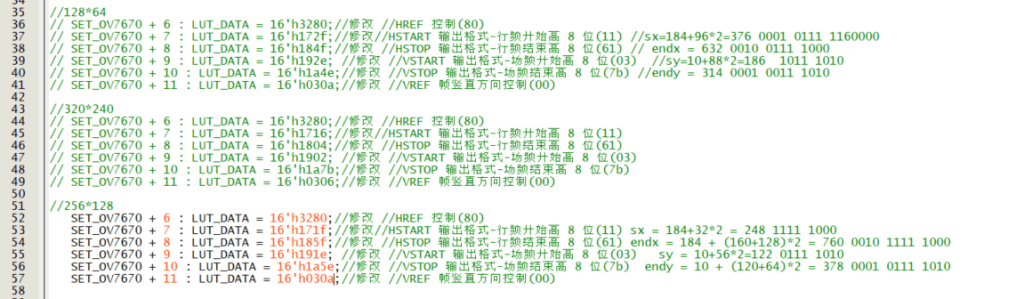 34
35 //128*64
36 // SET_OV7670 + 6 : LUT_DATA = 16'h3280;//修改 //HREF 控制(80)
37 // SET_OV7670 + 7 : LUT_DATA = 16'h172f;//修改//HSTART 输出格式-行频开始高 8 位(11) //sx=184+96*2=376 0001 0111 1160000
38 // SET_OV7670 + 8 : LUT_DATA = 16'h184f;//修改 //HSTOP 输出格式-行频结束高 8 位(61) // endx = 632 0010 0111 1000
39 // SET_OV7670 + 9 : LUT_DATA = 16'h192e; //修改 //VSTART 输出格式-场频开始高 8 位(03) //sy=10+88*2=186 1011 1010
40 // SET_OV7670 + 10 : LUT_DATA = 16'h1a4e;//修改 //VSTOP 输出格式-场频结束高 8 位(7b) //endy = 314 0001 0011 1010
41 // SET_OV7670 + 11 : LUT_DATA = 16'h030a;//修改 //VREF 帧竖直方向控制(00)
42
43 //320*240
44 // SET_OV7670 + 6 : LUT_DATA = 16'h3280;//修改 //HREF 控制(80)
45 // SET_OV7670 + 7 : LUT_DATA = 16'h1716;//修改//HSTART 输出格式-行频开始高 8 位(11)
46 // SET_OV7670 + 8 : LUT_DATA = 16'h1804;//修改 //HSTOP 输出格式-行频结束高 8 位(61)
47 // SET_OV7670 + 9 : LUT_DATA = 16'h1902; //修改 //VSTART 输出格式-场频开始高 8 位(03)
48 // SET_OV7670 + 10 : LUT_DATA = 16'h1a7b;//修改 //VSTOP 输出格式-场频结束高 8 位(7b)
49 // SET_OV7670 + 11 : LUT_DATA = 16'h0306;//修改 //VREF 帧竖直方向控制(00)
50
51 //256*128
52 SET_OV7670 + 6 : LUT_DATA = 16'h3280;//修改 //HREF 控制(80)
53 SET_OV7670 + 7 : LUT_DATA = 16'h171f;//修改//HSTART 输出格式-行频开始高 8 位(11) sx = 184+32*2 = 248 1111 1000
54 SET_OV7670 + 8 : LUT_DATA = 16'h185f;//修改 //HSTOP 输出格式-行频结束高 8 位(61) endx = 184 + (160+128)*2 = 760 0010 1111 1000
55 SET_OV7670 + 9 : LUT_DATA = 16'h191e; //修改 //VSTART 输出格式-场频开始高 8 位(03) sy = 10+56*2=122 0111 1010
56 SET_OV7670 + 10 : LUT_DATA = 16'h1a5e;//修改 //VSTOP 输出格式-场频结束高 8 位(7b) endy = 10 + (120+64)*2 = 378 0001 0111 1010
57 SET_OV7670 + 11 : LUT_DATA = 16'h030a;//修改 //VREF 帧竖直方向控制(00)
58